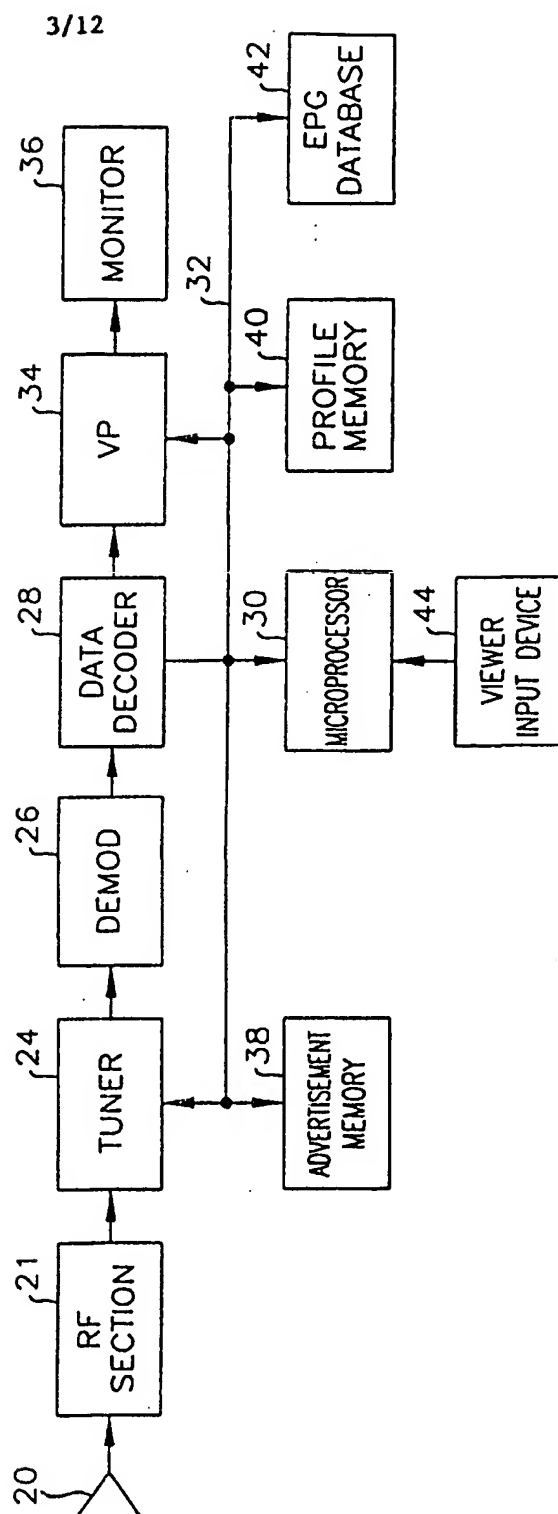 3/12
20
21
RF
SECTION
24
TUNER
26
DEMOD
28
DATA
DECODER
34
VP
36
MONITOR
32
38
ADVERTISEMENT
MEMORY
30
MICROPROCESSOR
40
PROFILE
MEMORY
42
EPG
DATABASE
44
VIEWER
INPUT DEVICE